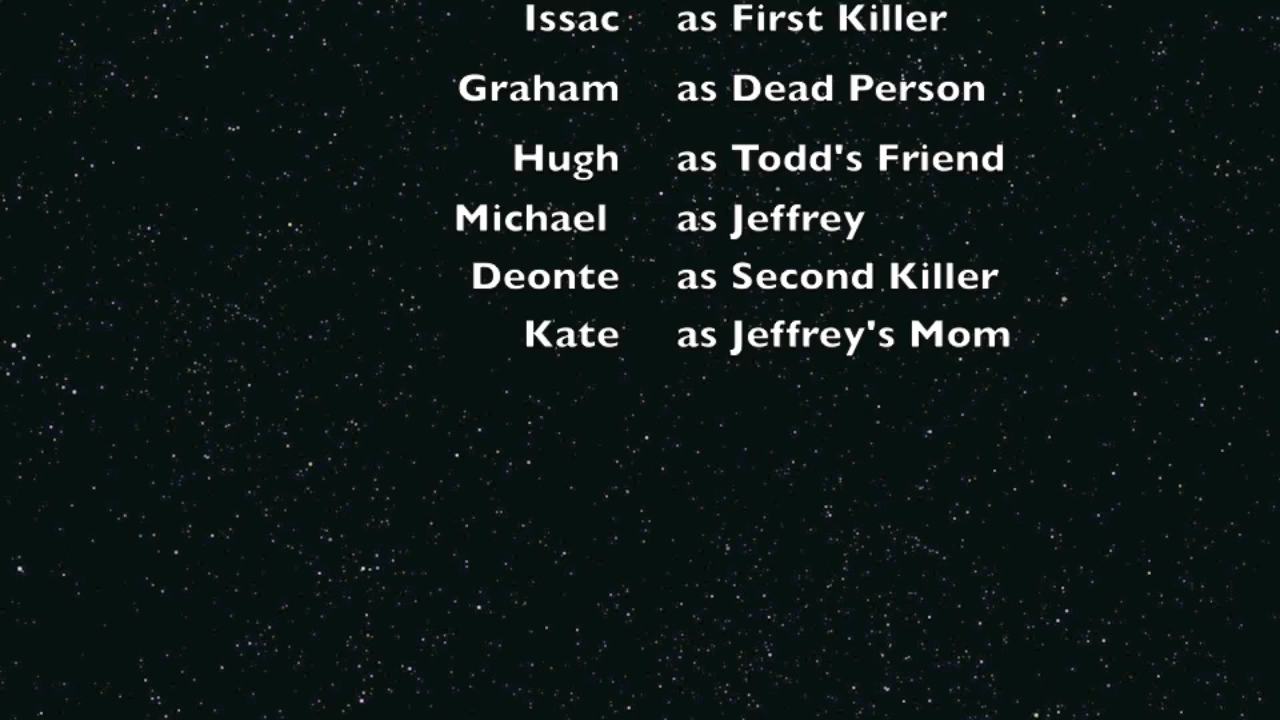 Issac as First Killer
Graham as Dead Person
Hugh as Todd's Friend
Michael as Jeffrey
Deonte as Second Killer
Kate as Jeffrey's Mom